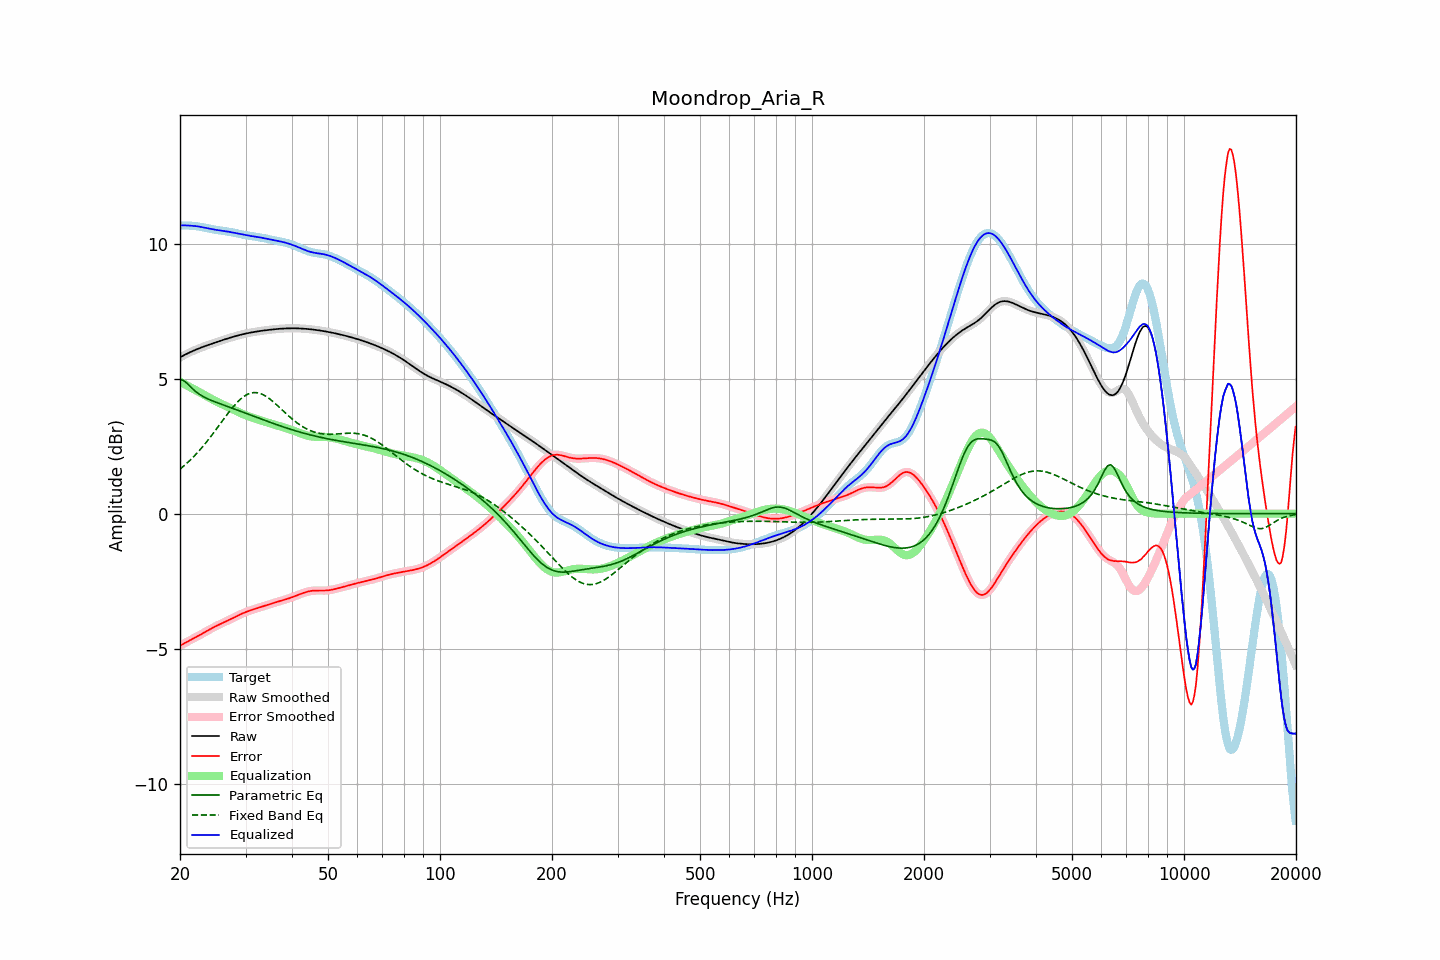 Moondrop_Aria_R
Amplitude (dBr)
10
5
0
−5
−10
Target
Raw Smoothed
Error Smoothed
Raw
Error
Equalization
Parametric Eq
Fixed Band Eq
Equalized
20 50 100 200 500 1000 2000 5000 10000 20000
Frequency (Hz)